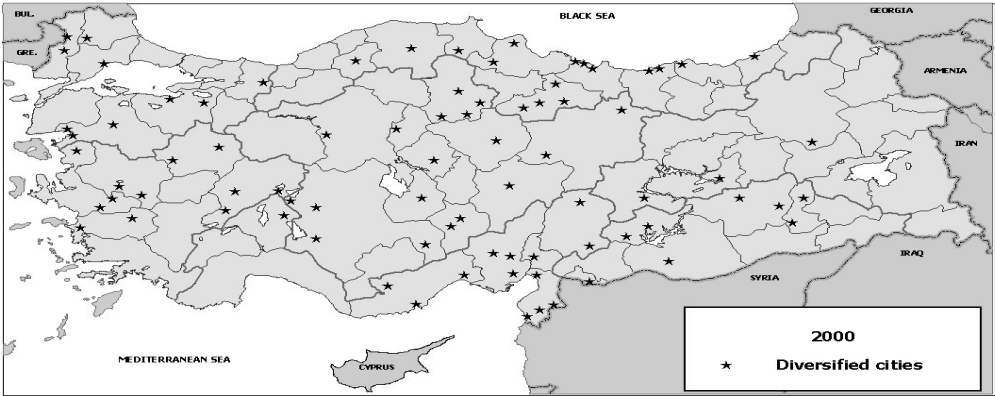 BUL.
BLACK SEA
GEORGIA
GRE.
ARMENIA
IRAN
IRAQ
SYRIA
MEDITERRANEAN SEA
CYPRUS
2000
Diversified cities